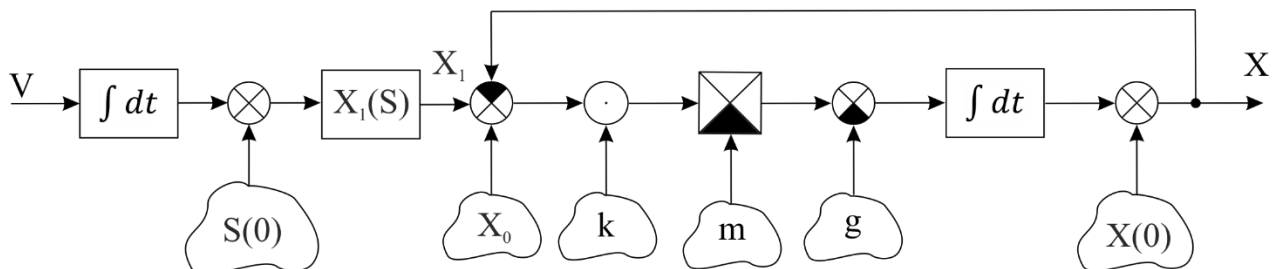 V
∫ dt
X₁(S)
X₁
∫ dt
X
S(0)
X₀
k
·
m
g
X(0)